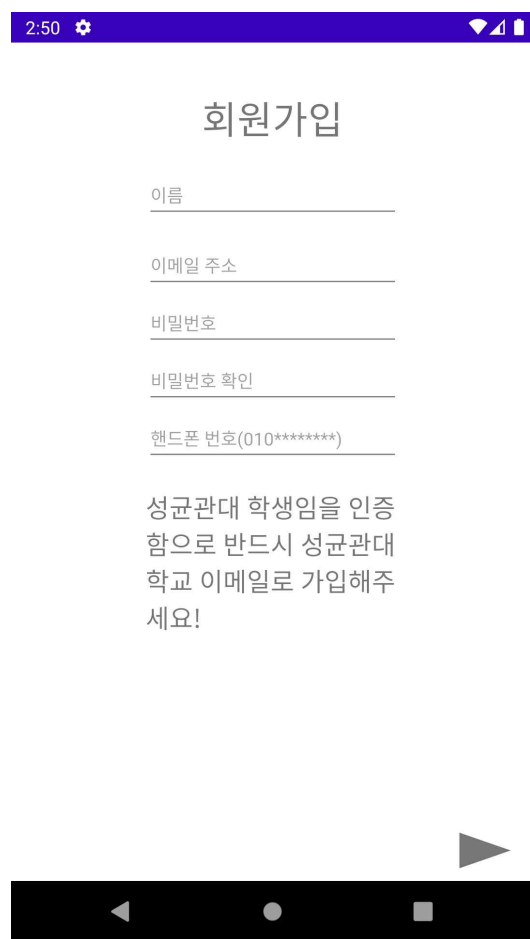 2:50
회원가입
이름
이메일 주소
비밀번호
비밀번호 확인
핸드폰 번호(010********)
성균관대 학생임을 인증
함으로 반드시 성균관대
학교 이메일로 가입해주
세요!